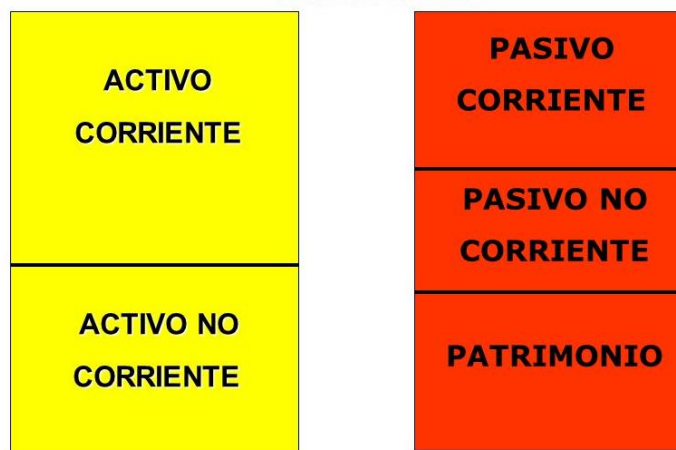 ACTIVO
CORRIENTE
ACTIVO NO
CORRIENTE
PASIVO
CORRIENTE
PASIVO NO
CORRIENTE
PATRIMONIO